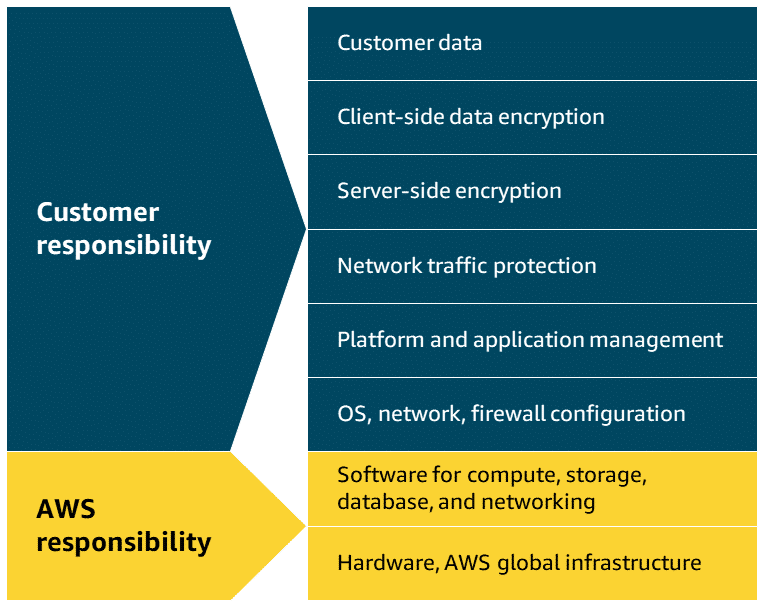 Customer
responsibility
Customer data
Client-side data encryption
Server-side encryption
Network traffic protection
Platform and application management
OS, network, firewall configuration
AWS
responsibility
Software for compute, storage,
database, and networking
Hardware, AWS global infrastructure